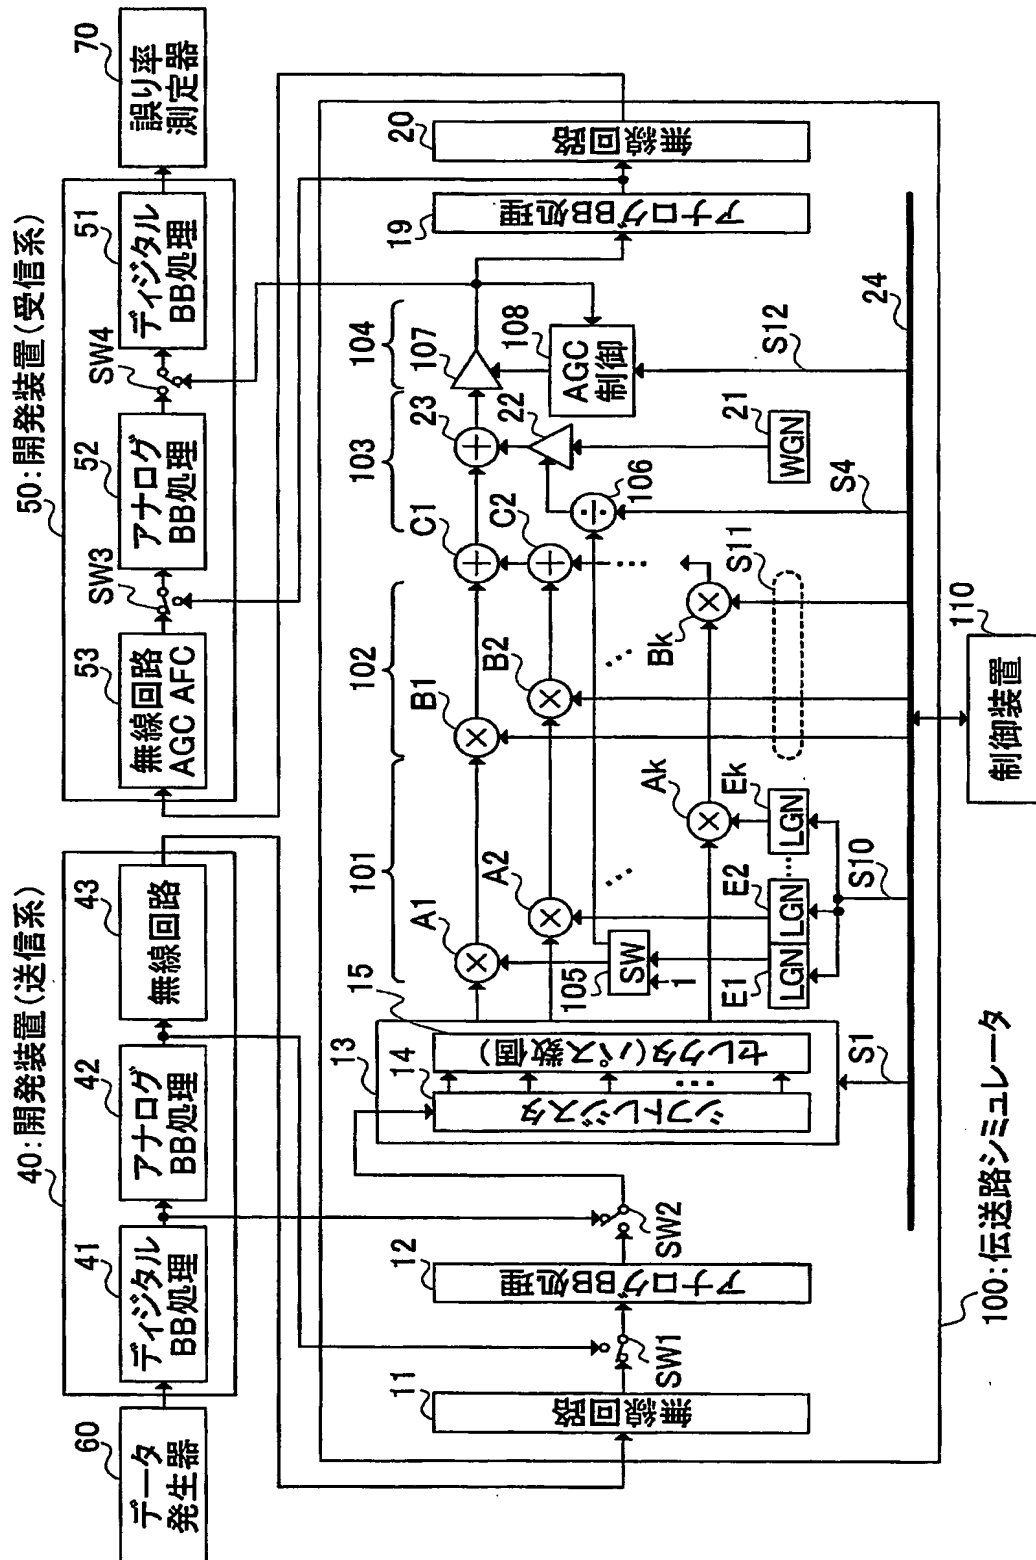 40:開発装置(送信系)
50:開発装置(受信系)
60
データ
発生器
41
ディジタル
BB処理
42
アナログ
BB処理
43
無線回路
53
無線回路
AGC AFC
SW3
52
アナログ
BB処理
SW4
51
ディジタル
BB処理
70
誤り率
測定器
11
無線回路
SW1
12
アナログBB処理
SW2
13
14
シフトレジスタ
15
セレクタ(パス数個)
S1
101
102
103
104
A1
A2
Ak
B1
B2
Bk
C1
C2
23
107
22
106
108
AGC
制御
105
SW
1
E1
LGN
E2
LGN
Ek
LGN
S10
S11
S4
21
WGN
S12
24
19
アナログBB処理
20
無線回路
110
制御装置
100:伝送路シミュレータ